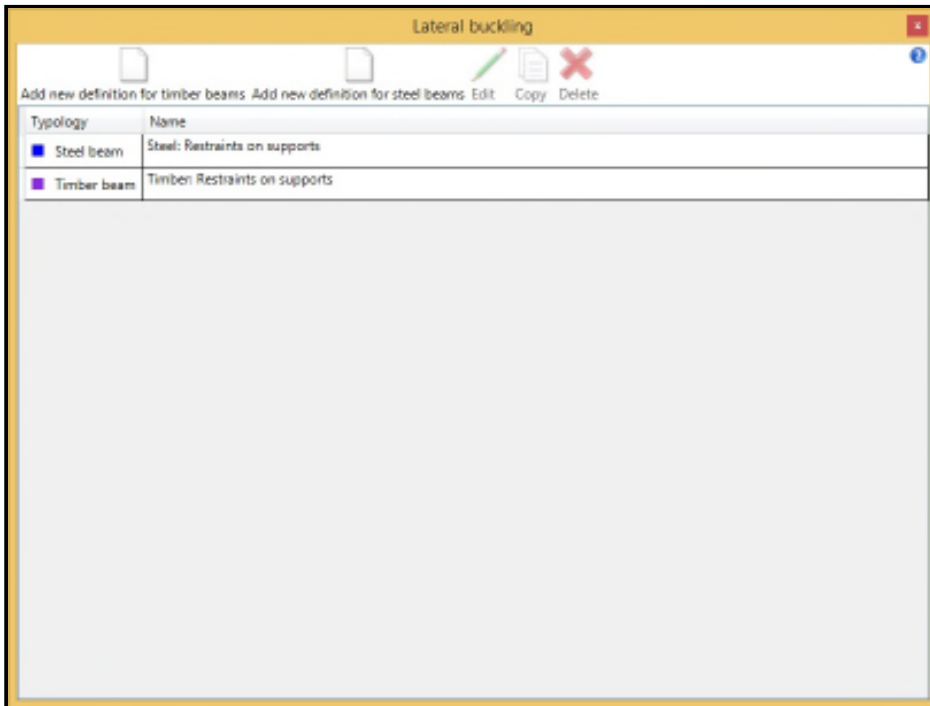 Lateral buckling
Add new definition for timber beams Add new definition for steel beams Edit Copy Delete
Typology Name
Steel beam Steel: Restraints on supports
Timber beam Timber: Restraints on supports